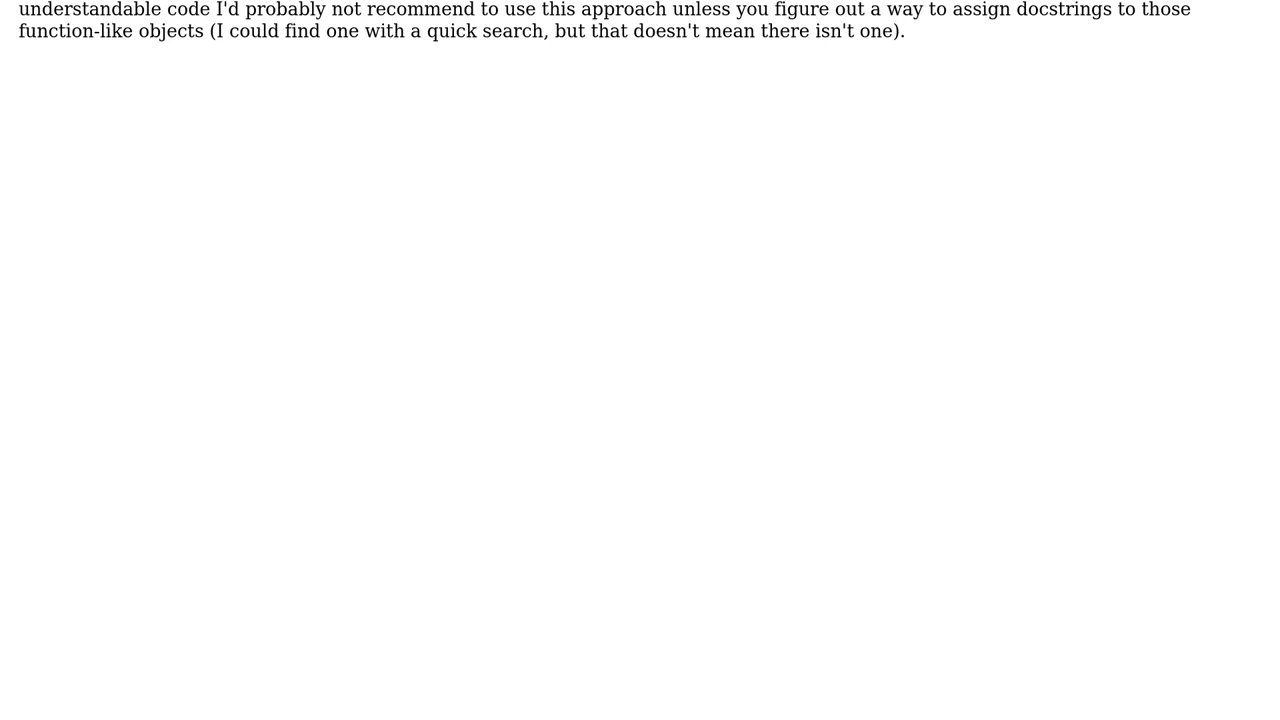 understandable code I'd probably not recommend to use this approach unless you figure out a way to assign docstrings to those
function-like objects (I could find one with a quick search, but that doesn't mean there isn't one).